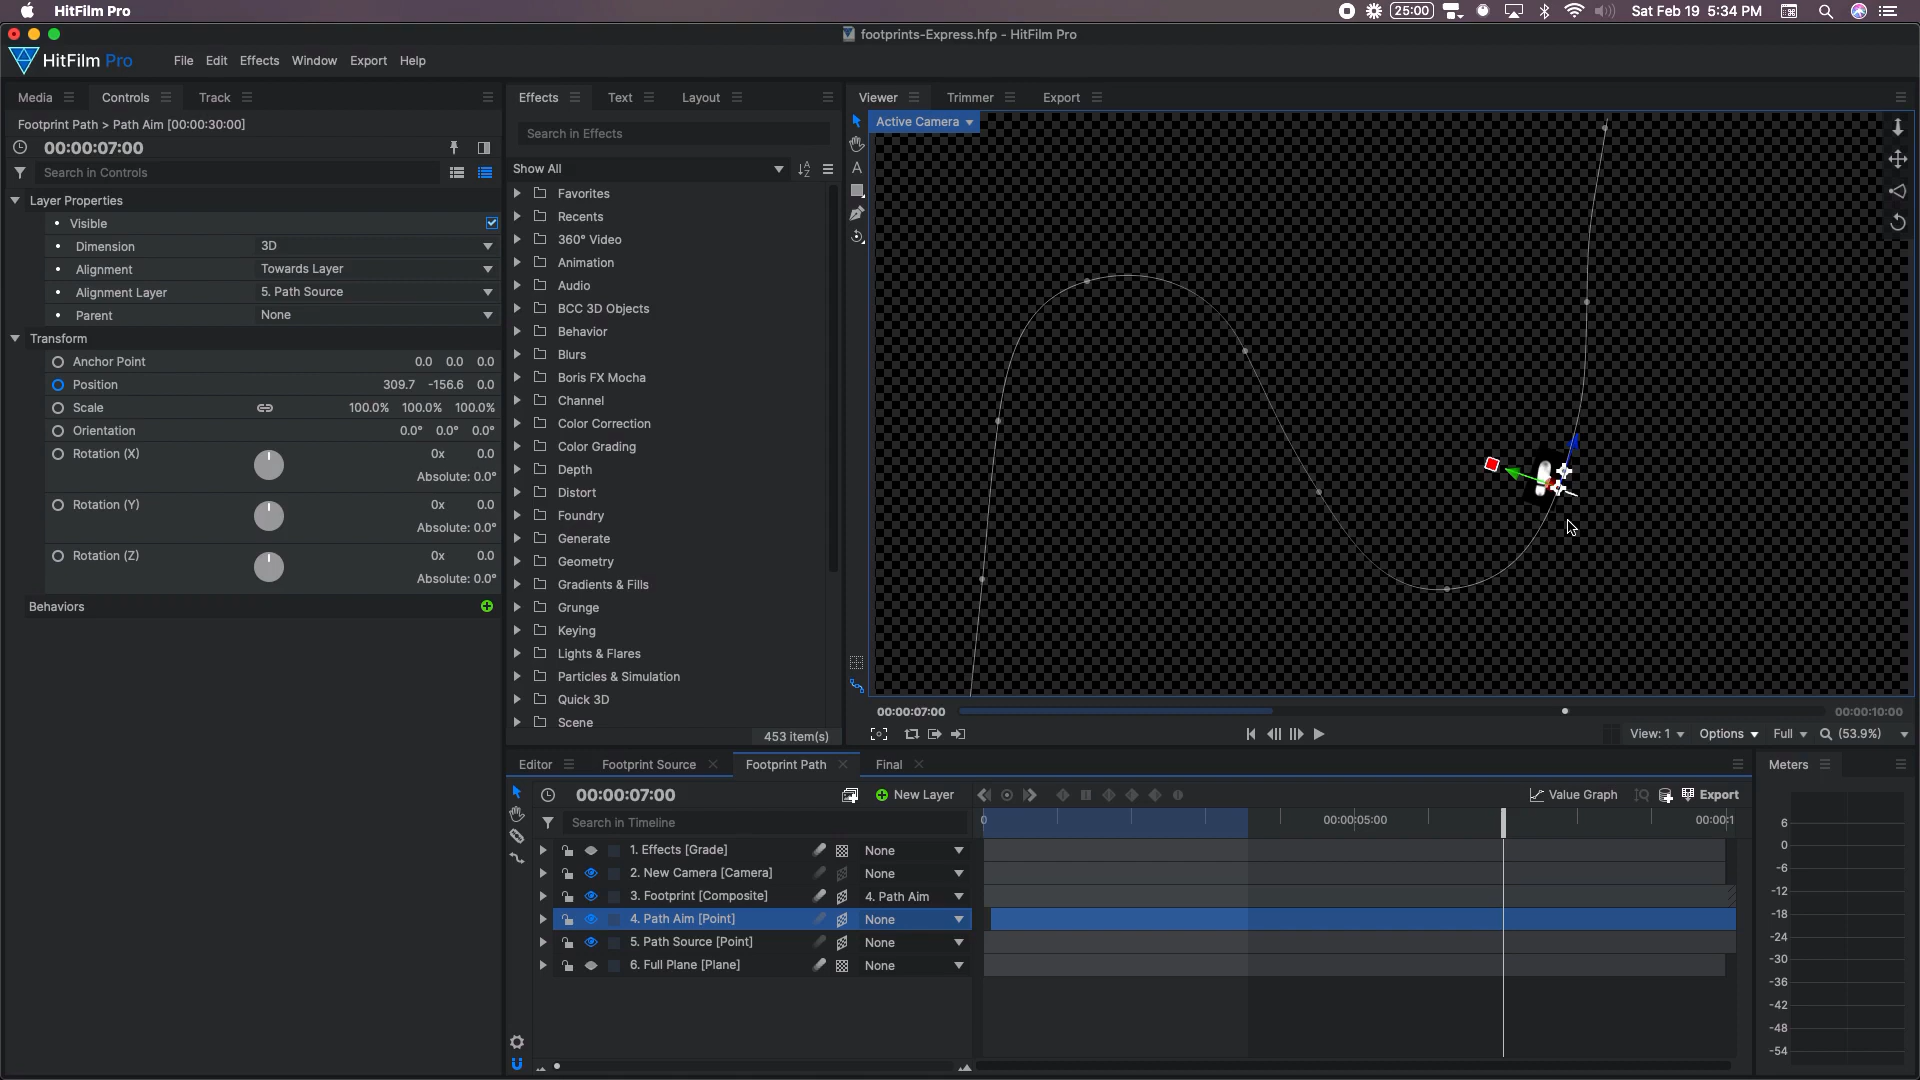 HitFilm Pro
25:00
Sat Feb 19 5:34 PM
footprints-Express.hfp - HitFilm Pro
HitFilm Pro
File Edit Effects Window Export Help
Media Controls Track
Footprint Path > Path Aim [00:00:30:00]
00:00:07:00
Search in Controls
Layer Properties
Visible
Dimension 3D
Alignment Towards Layer
Alignment Layer 5. Path Source
Parent None
Transform
Anchor Point 0.0 0.0 0.0
Position 309.7 -156.6 0.0
Scale 100.0% 100.0% 100.0%
Orientation 0.0° 0.0° 0.0°
Rotation (X) 0x 0.0
Absolute: 0.0°
Rotation (Y) 0x 0.0
Absolute: 0.0°
Rotation (Z) 0x 0.0
Absolute: 0.0°
Behaviors
Effects Text Layout
Search in Effects
Show All
Favorites
Recents
360° Video
Animation
Audio
BCC 3D Objects
Behavior
Blurs
Boris FX Mocha
Channel
Color Correction
Color Grading
Depth
Distort
Foundry
Generate
Geometry
Gradients & Fills
Grunge
Keying
Lights & Flares
Particles & Simulation
Quick 3D
Scene
453 item(s)
Viewer Trimmer Export
Active Camera
A
00:00:07:00 00:00:10:00
View: 1 Options Full (53.9%)
Editor Footprint Source Footprint Path Final
00:00:07:00 New Layer Value Graph Export
Search in Timeline 0 00:00:05:00 00:00:1
1. Effects [Grade] None
2. New Camera [Camera] None
3. Footprint [Composite] 4. Path Aim
4. Path Aim [Point] None
5. Path Source [Point] None
6. Full Plane [Plane] None
Meters
6
0
-6
-12
-18
-24
-30
-36
-42
-48
-54